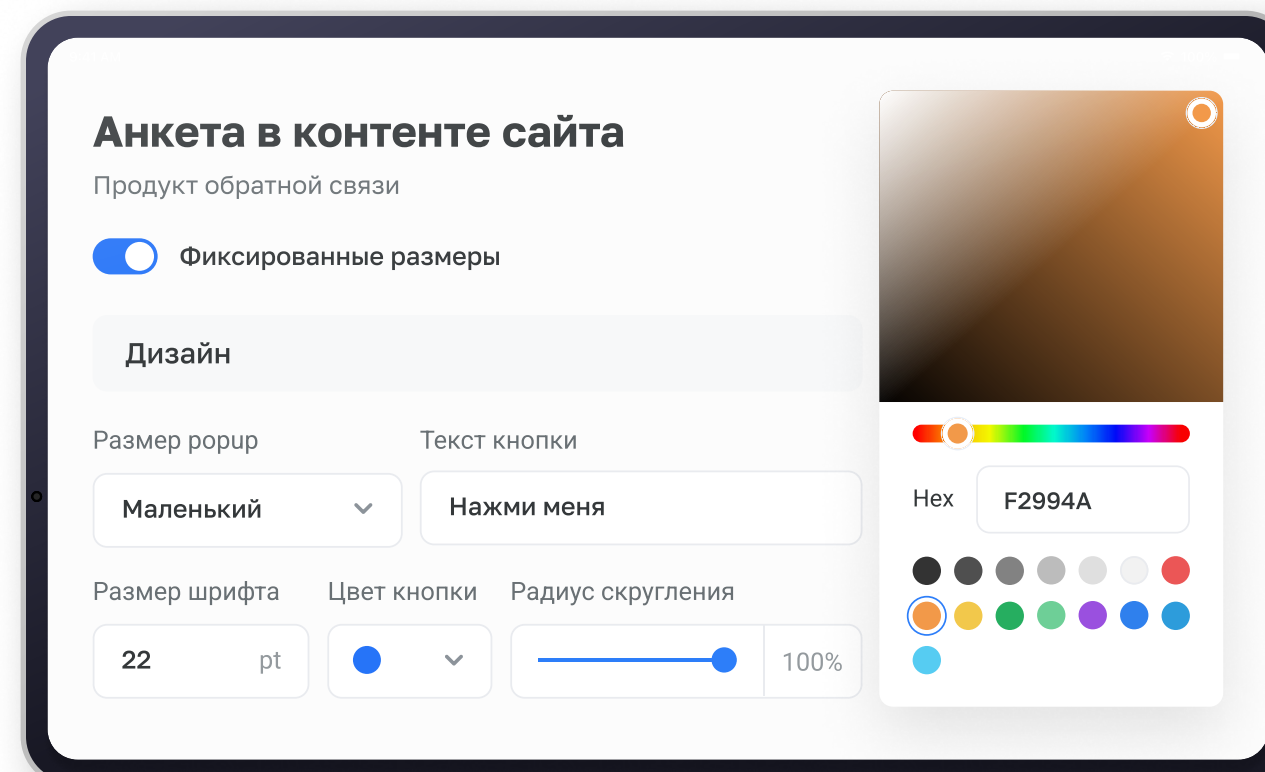 Анкета в контенте сайта
Продукт обратной связи
Фиксированные размеры
Дизайн
Размер popup
Текст кнопки
Маленький
Нажми меня
Размер шрифта
Цвет кнопки
Радиус скругления
22 pt
100%
Hex
F2994A